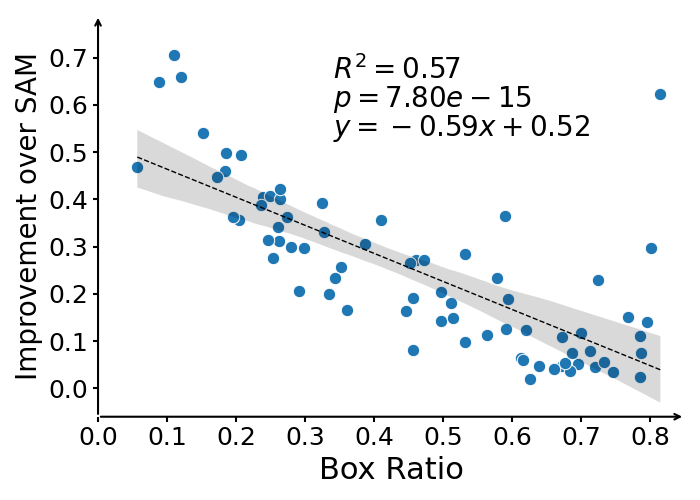 R² = 0.57
p = 7.80e − 15
y = −0.59x + 0.52
Improvement over SAM
0.7
0.6
0.5
0.4
0.3
0.2
0.1
0.0
0.0 0.1 0.2 0.3 0.4 0.5 0.6 0.7 0.8
Box Ratio